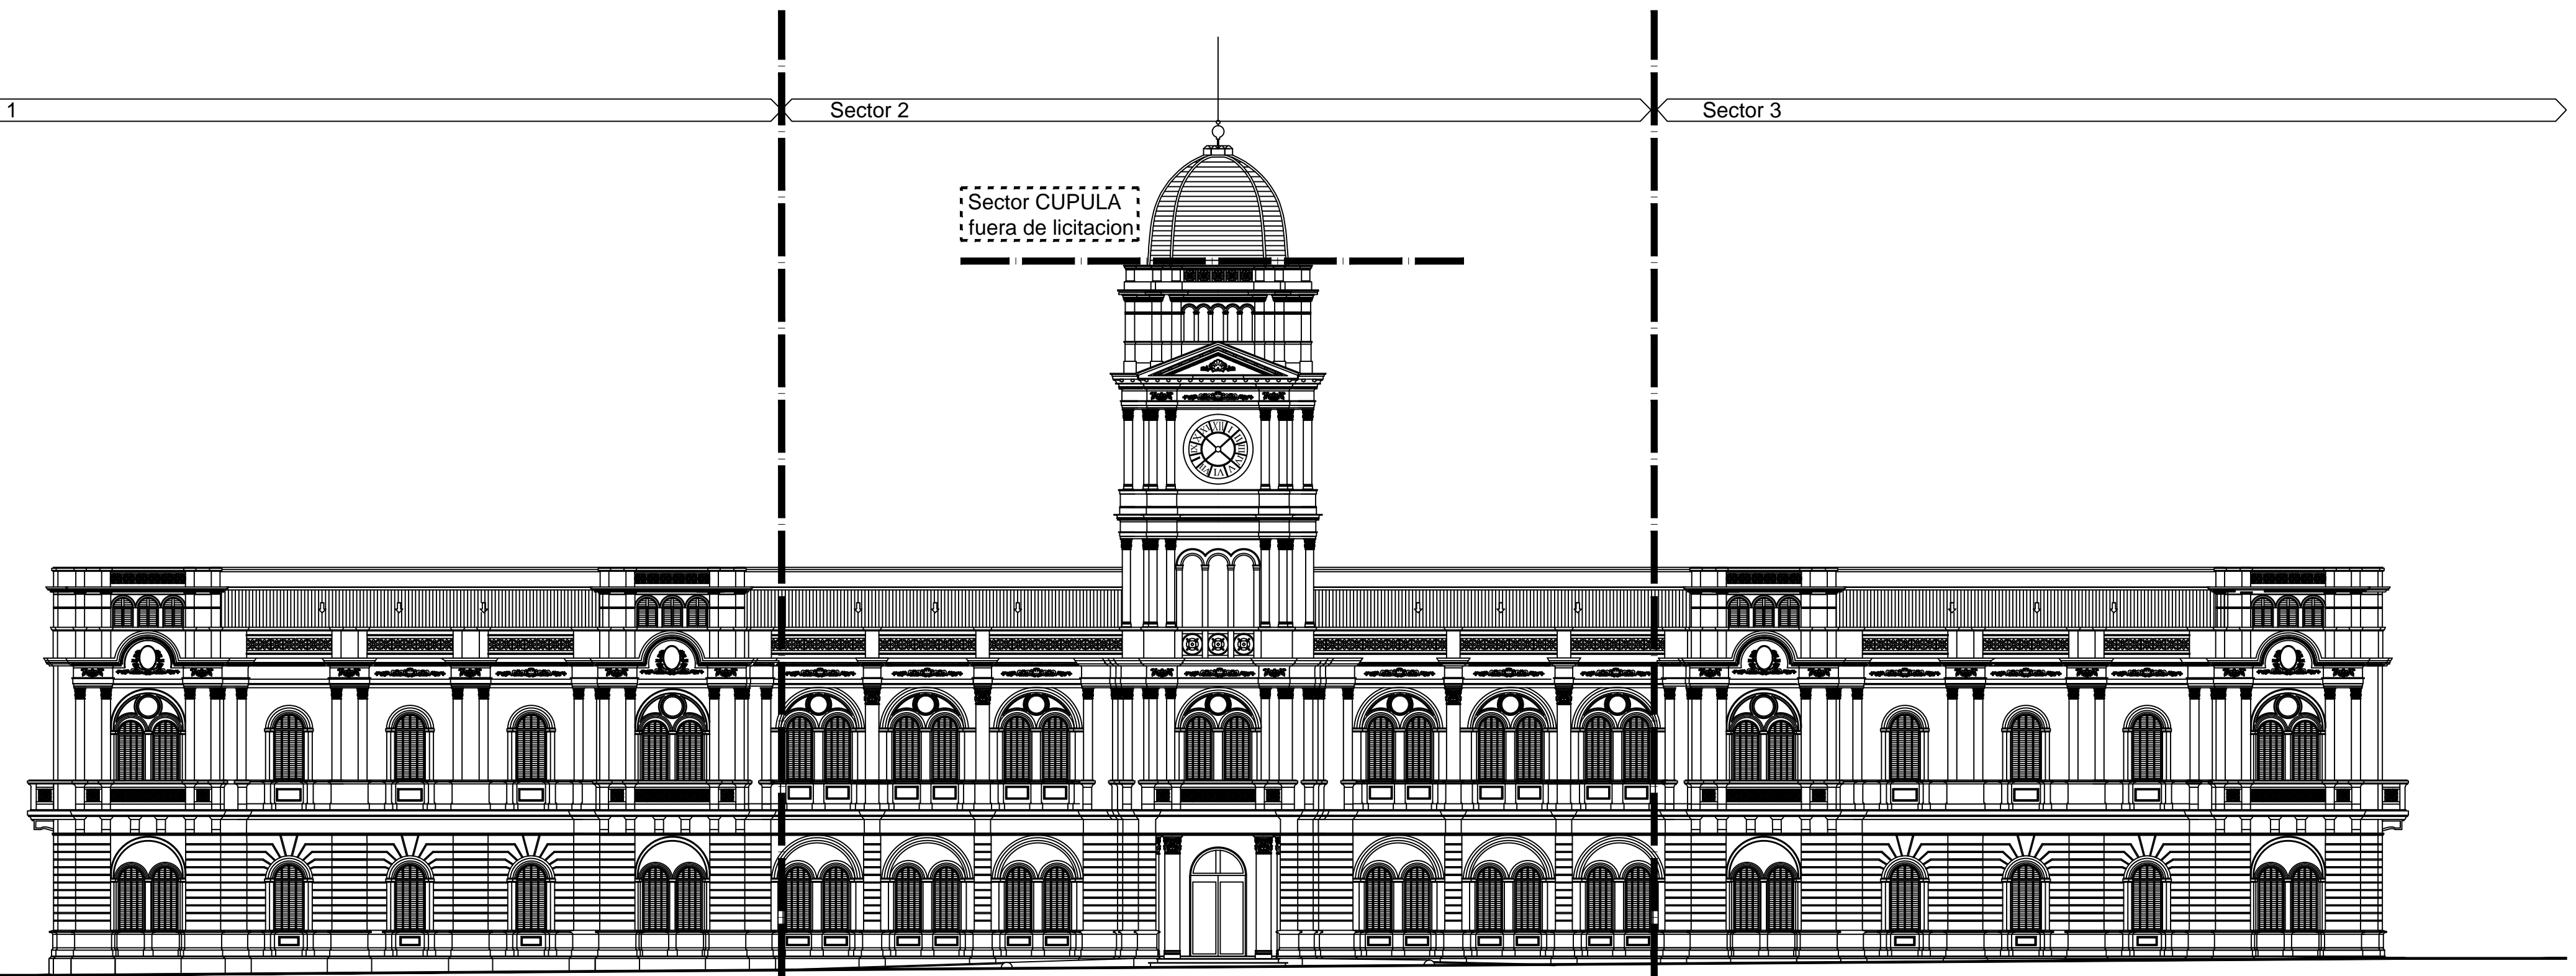 1
Sector 2
Sector 3
Sector CUPULA
fuera de licitacion